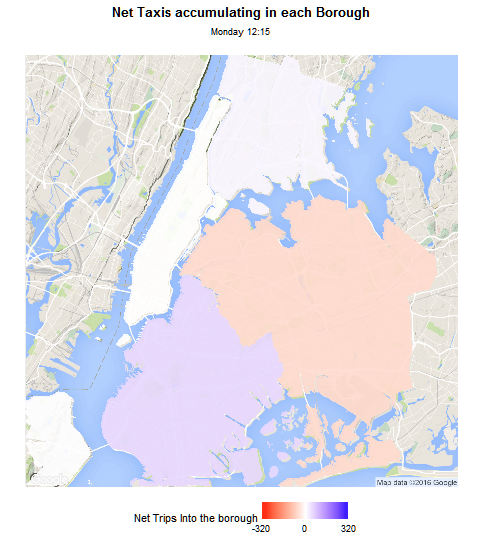 Net Taxis accumulating in each Borough
Monday 12:15
Map data ©2016 Google
Net Trips Into the borough
-320 0 320